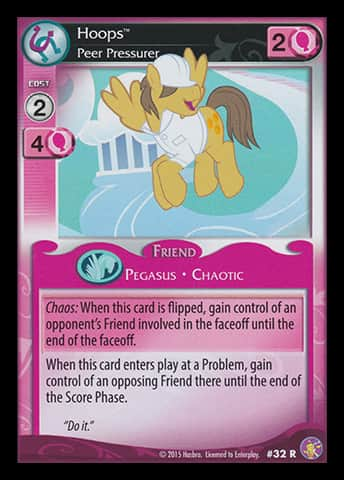 Hoops™
Peer Pressurer
2
COST
2
4
FRIEND
PEGASUS • CHAOTIC
Chaos: When this card is flipped, gain control of an
opponent's Friend involved in the faceoff until the
end of the faceoff.
When this card enters play at a Problem, gain
control of an opposing Friend there until the end of
the Score Phase.
"Do it."
© 2015 Hasbro. Licensed to Enterplay.
#32 R